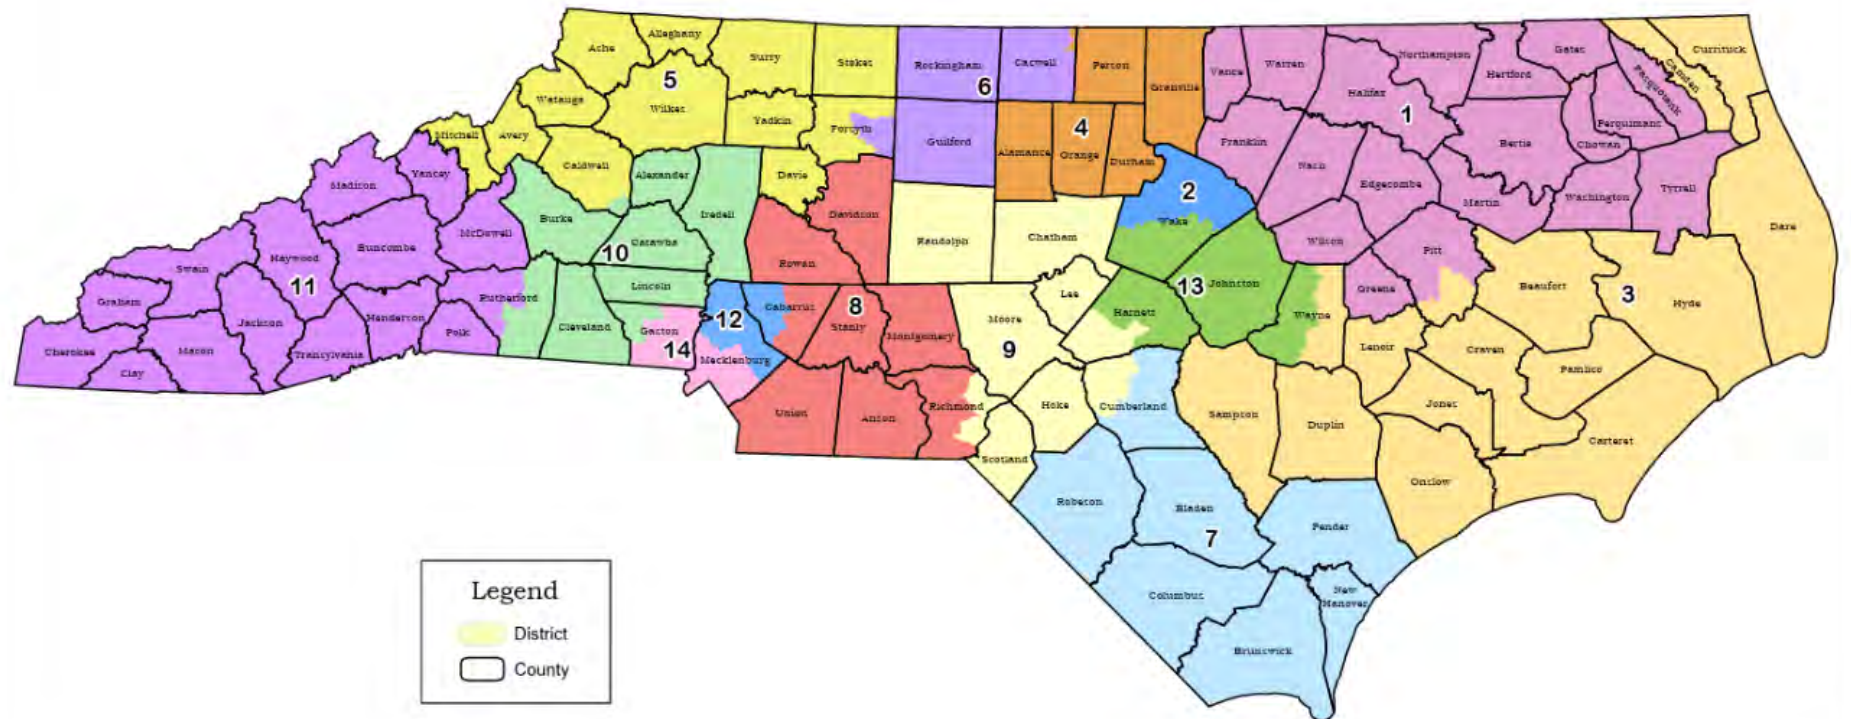 Ashe
Alleghany
Surry
Stokes
Rockingham
Caswell
Person
Granville
Vance
Warren
Northampton
Gates
Currituck
Camden
Pasquotank
Hertford
Halifax
5
6
1
4
Watauga
Wilkes
Yadkin
Forsyth
Guilford
Alamance
Orange
Durham
Franklin
Nash
Edgecombe
Bertie
Perquimans
Chowan
Mitchell
Avery
Caldwell
Alexander
Davie
Iredell
Davidson
Madison
Yancey
2
Wake
Martin
Washington
Tyrrell
Dare
Burke
McDowell
Buncombe
Haywood
Swain
10
Catawba
Rowan
Randolph
Chatham
Wilson
Pitt
11
Graham
Jackson
Henderson
Rutherford
Polk
Lincoln
Cleveland
Gaston
14
12
Mecklenburg
Cabarrus
8
Stanly
Montgomery
Moore
Lee
Harnett
13
Johnston
Wayne
Greene
Beaufort
3
Hyde
Cherokee
Macon
Clay
Transylvania
9
Lenoir
Craven
Pamlico
Union
Anson
Richmond
Hoke
Cumberland
Sampson
Duplin
Jones
Carteret
Scotland
Onslow
Robeson
Bladen
7
Pender
Columbus
New
Hanover
Brunswick
Legend
District
County